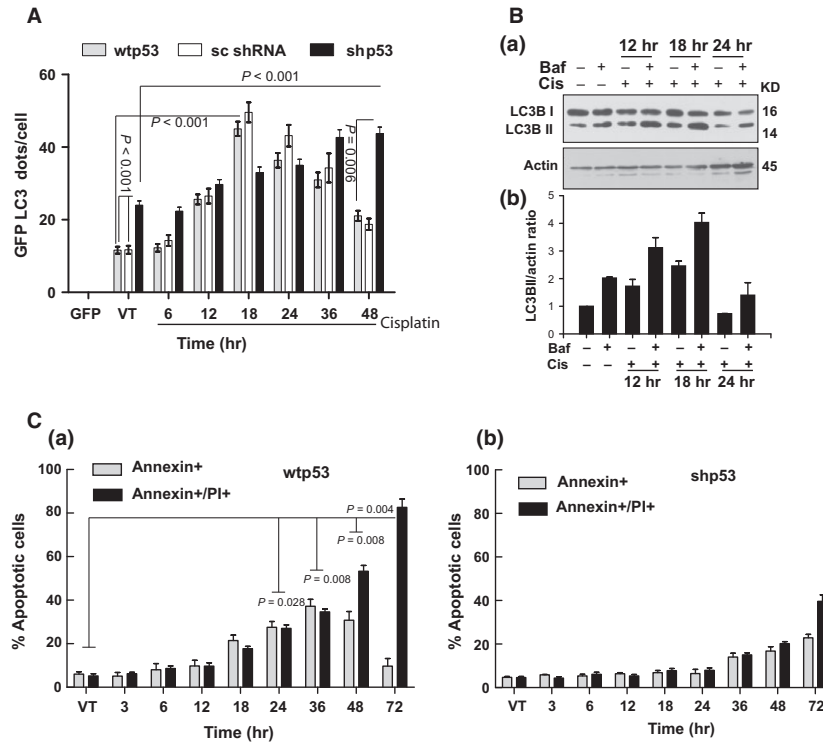 A
wtp53 sc shRNA shp53
GFP LC3 dots/cell
60
40
20
0
P < 0.001
P < 0.001
P < 0.001
P = 0.006
GFP VT 6 12 18 24 36 48
Cisplatin
Time (hr)
B
(a)
12 hr 18 hr 24 hr
Baf – + – + – + – +
Cis – – + + + + + +
KD
LC3B I 16
LC3B II 14
Actin 45
(b)
LC3BII/actin ratio
5
4
3
2
1
0
Baf – + – + – + – +
Cis – – + + + + + +
12 hr 18 hr 24 hr
C
(a)
wtp53
Annexin+
Annexin+/PI+
% Apoptotic cells
100
80
60
40
20
0
P = 0.004
P = 0.008
P = 0.008
P = 0.028
VT 3 6 12 18 24 36 48 72
Time (hr)
(b)
shp53
Annexin+
Annexin+/PI+
% Apoptotic cells
100
80
60
40
20
0
VT 3 6 12 18 24 36 48 72
Time (hr)